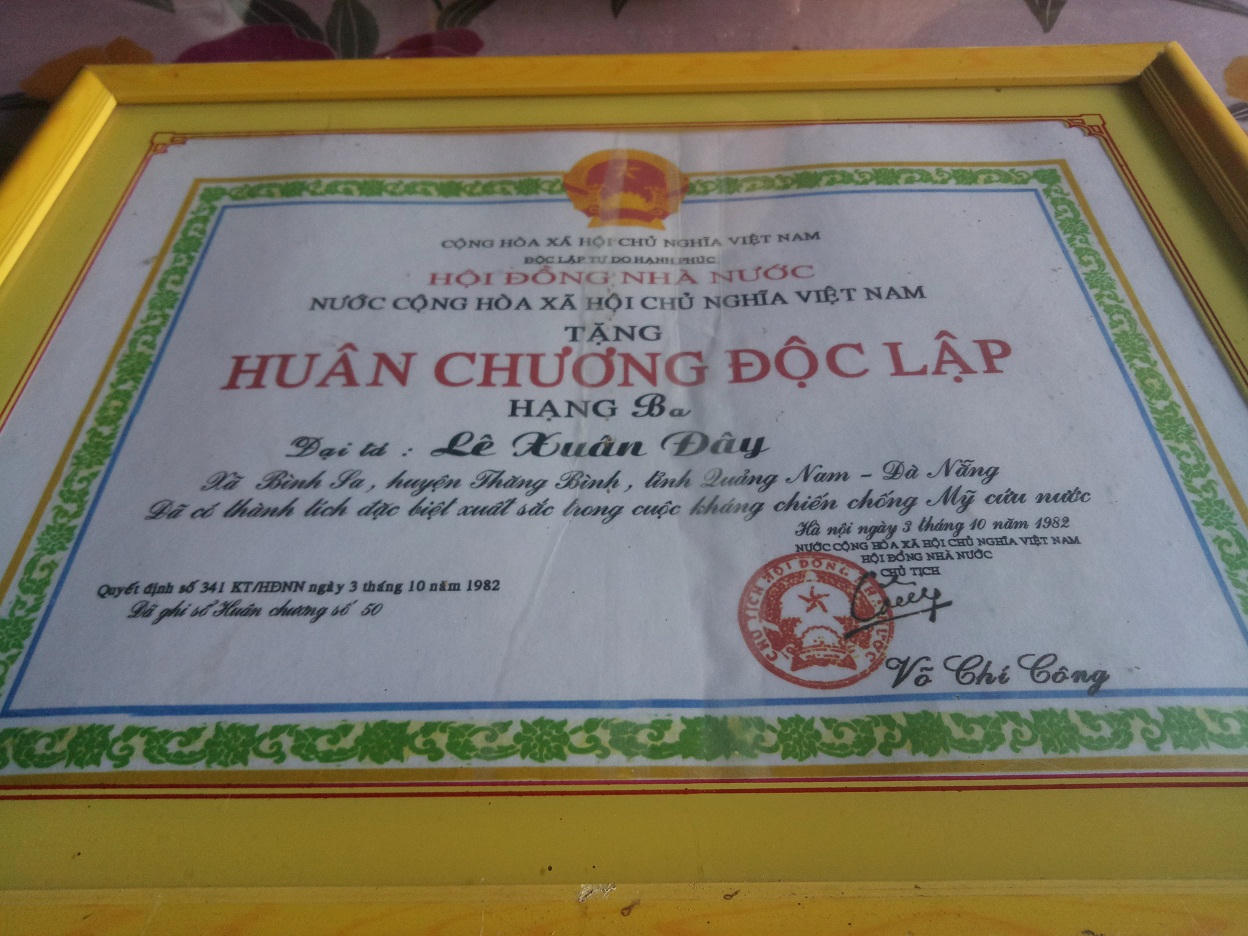 CỘNG HÒA XÃ HỘI CHỦ NGHĨA VIỆT NAM
ĐỘC LẬP TỰ DO HẠNH PHÚC
HỘI ĐỒNG NHÀ NƯỚC
NƯỚC CỘNG HÒA XÃ HỘI CHỦ NGHĨA VIỆT NAM
TẶNG
HUÂN CHƯƠNG ĐỘC LẬP
HẠNG Ba
Đại tá : Lê Xuân Đây
Xã Bình Sa, huyện Thăng Bình, tỉnh Quảng Nam - Đà Nẵng
Đã có thành tích đặc biệt xuất sắc trong cuộc kháng chiến chống Mỹ cứu nước
Hà nội ngày 3 tháng 10 năm 1982
NƯỚC CỘNG HÒA XÃ HỘI CHỦ NGHĨA VIỆT NAM
HỘI ĐỒNG NHÀ NƯỚC
CHỦ TỊCH
Quyết định số 341 KT/HĐNN ngày 3 tháng 10 năm 1982
Đã ghi sổ Huân chương số 50
CHỦ TỊCH HỘI ĐỒNG
Võ Chí Công